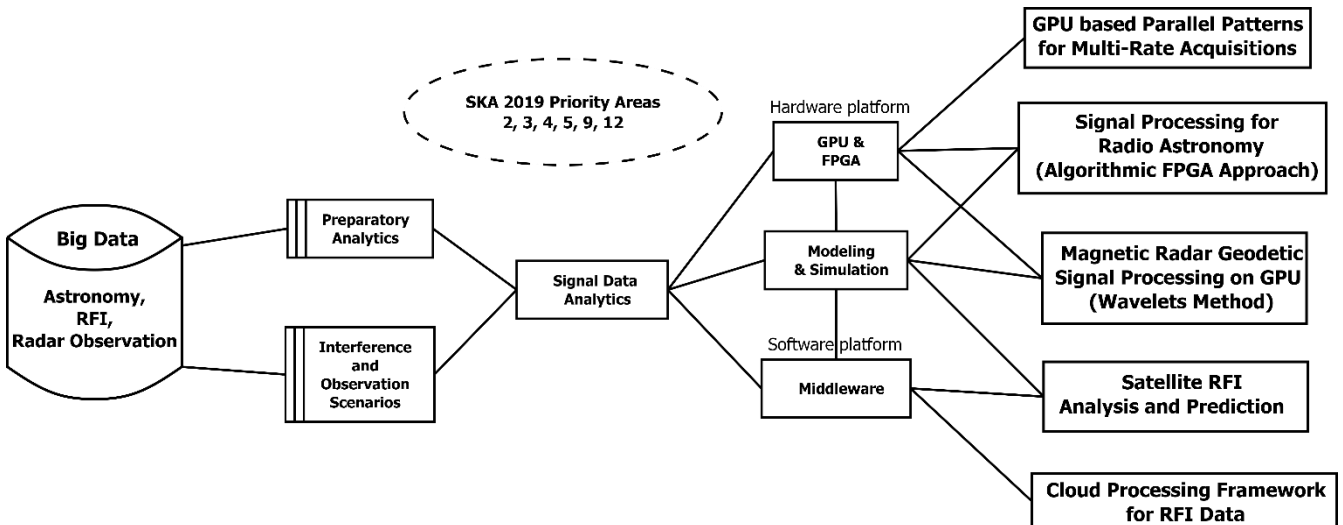 GPU based Parallel Patterns
for Multi-Rate Acquisitions
SKA 2019 Priority Areas
2, 3, 4, 5, 9, 12
Hardware platform
GPU &
FPGA
Signal Processing for
Radio Astronomy
(Algorithmic FPGA Approach)
Big Data
Astronomy,
RFI,
Radar Observation
Preparatory
Analytics
Interference
and
Observation
Scenarios
Signal Data
Analytics
Modeling
& Simulation
Magnetic Radar Geodetic
Signal Processing on GPU
(Wavelets Method)
Software platform
Middleware
Satellite RFI
Analysis and Prediction
Cloud Processing Framework
for RFI Data